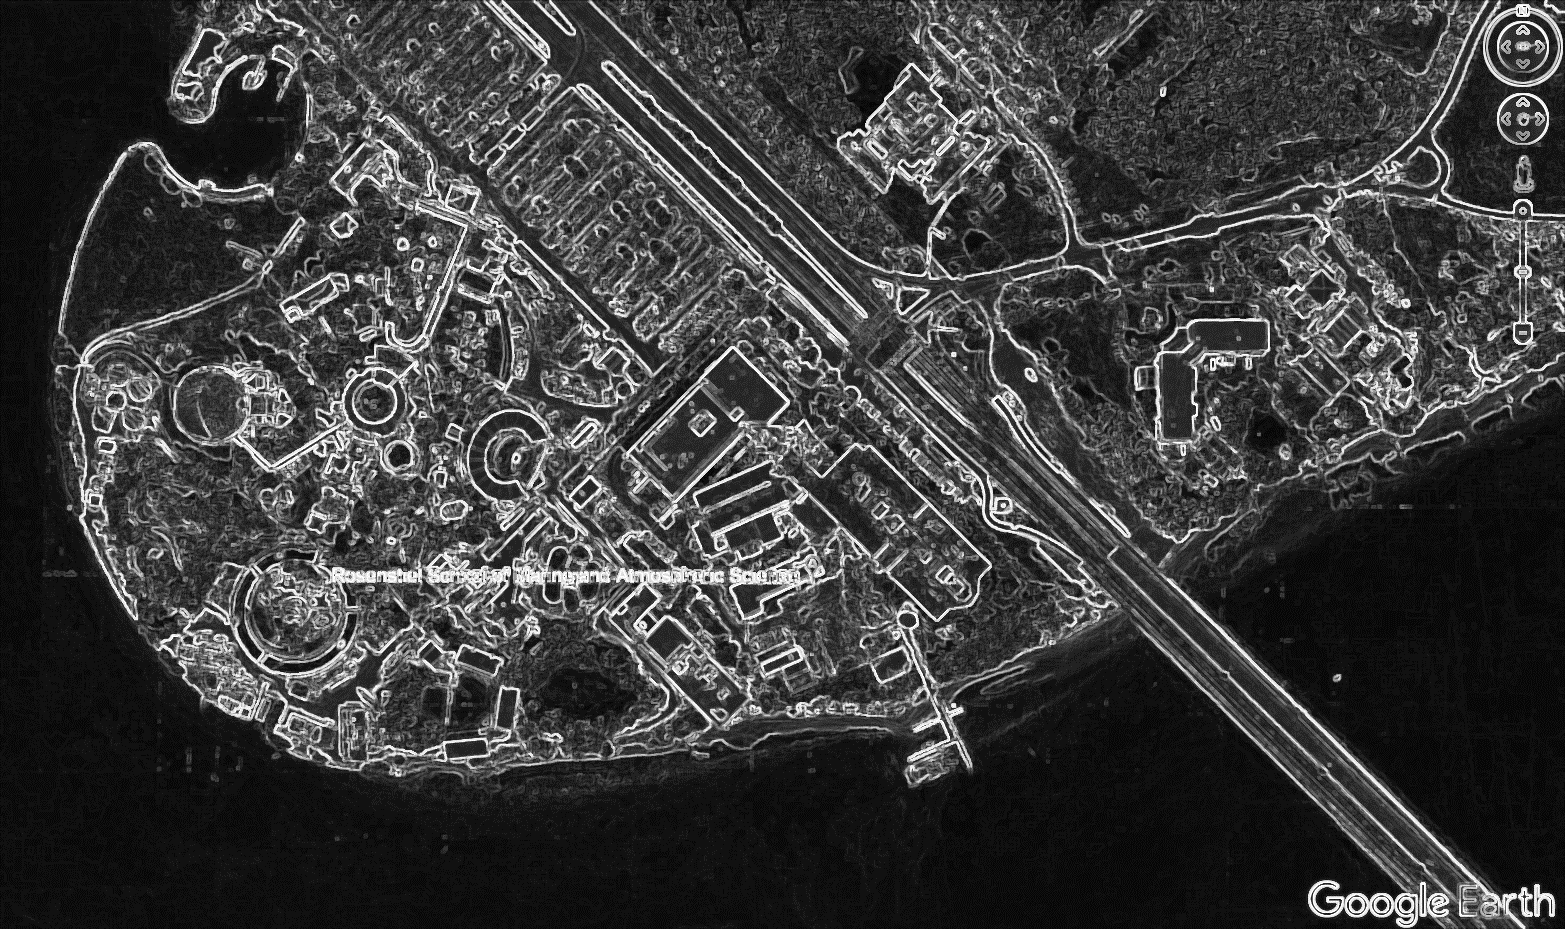 Rosenstiel School of Marine and Atmospheric Science
Google Earth